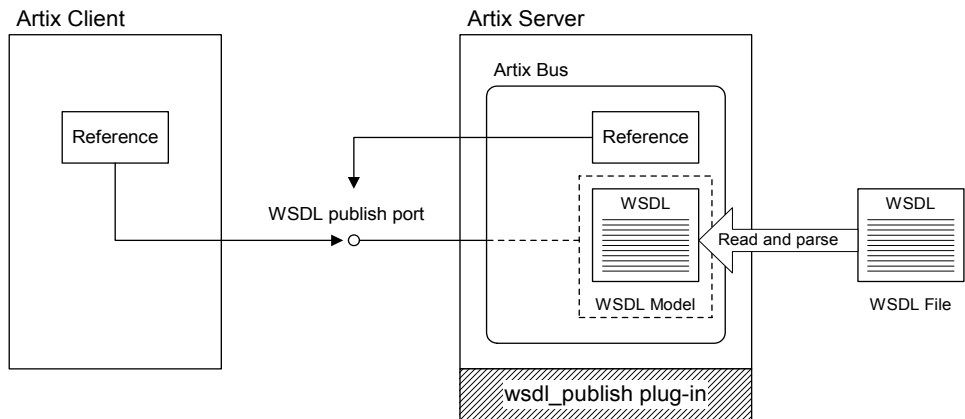 Artix Client
Artix Server
Artix Bus
Reference
Reference
WSDL publish port
WSDL
WSDL
Read and parse
WSDL Model
WSDL File
wsdl_publish plug-in